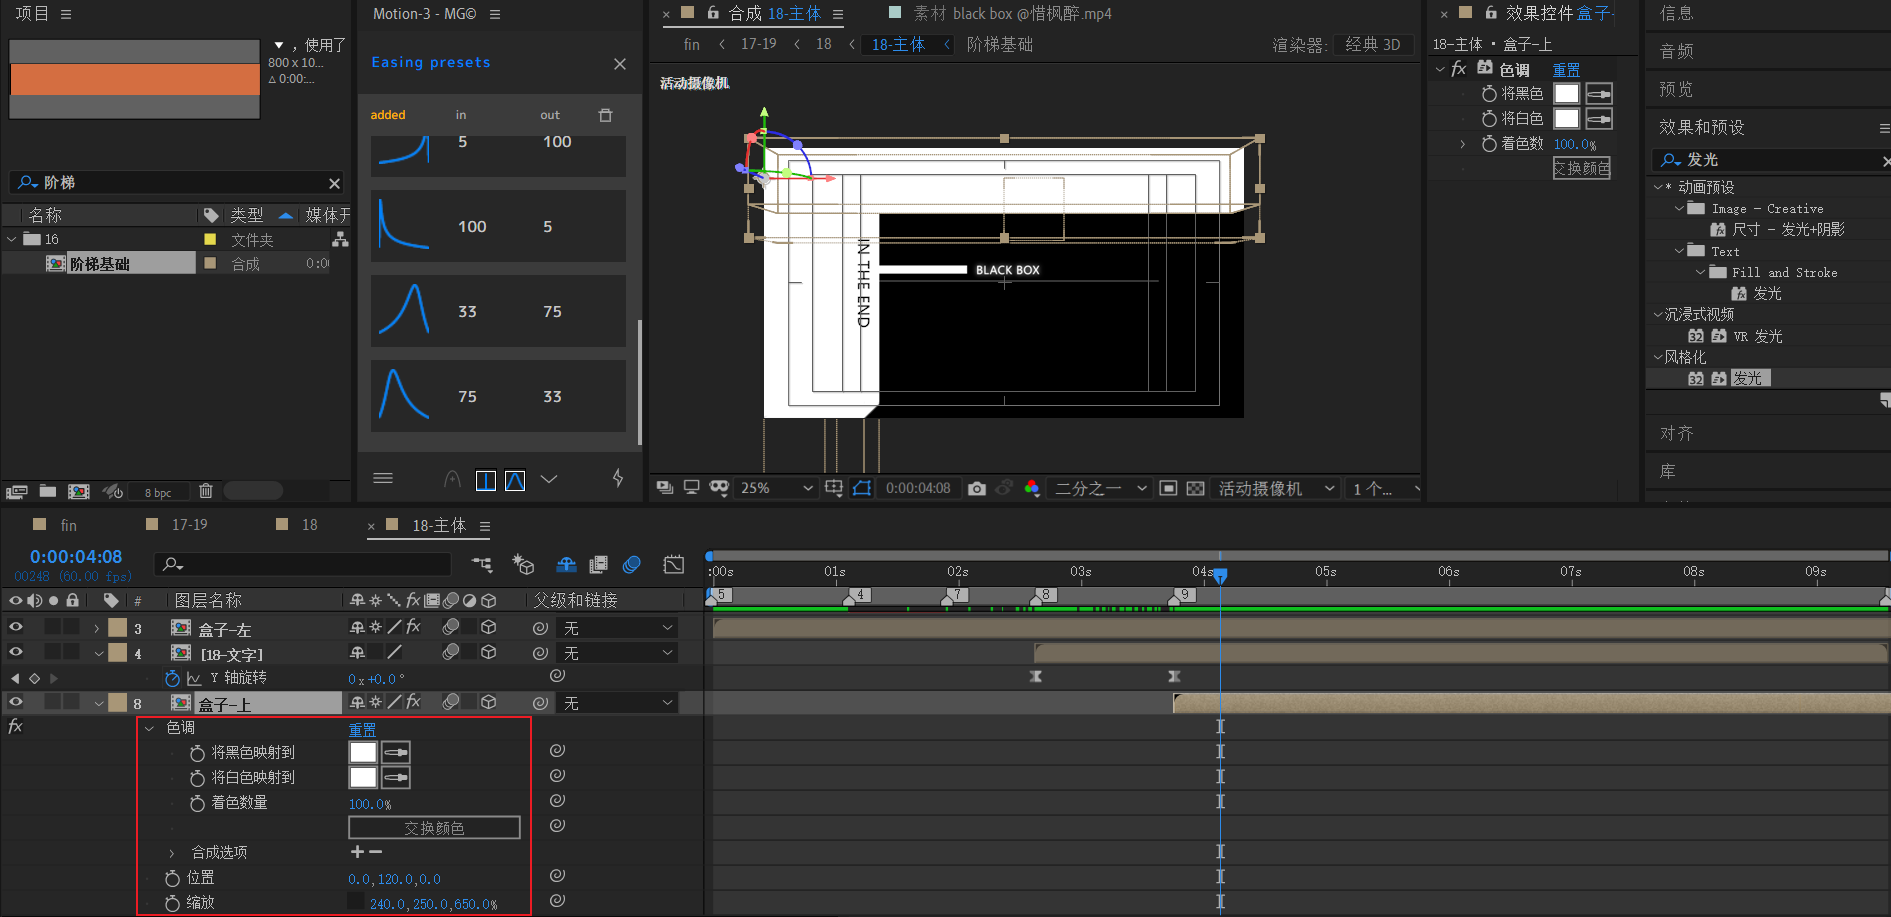 项目
，使用了
800 x 10...
△ 0:00:...
阶梯
名称
类型
媒体开
16
文件夹
阶梯基础
合成
0:00
8 bpc
Motion-3 - MG©
Easing presets
added
in
out
5
100
100
5
33
75
75
33
合成 18-主体
素材 black box @惜枫醉.mp4
fin
17-19
18
18-主体
阶梯基础
渲染器:
经典 3D
活动摄像机
IN THE END
BLACK BOX
25%
0:00:04:08
二分之一
活动摄像机
1 个...
效果控件 盒子-
18-主体 · 盒子-上
fx
色调
重置
将黑色
将白色
着色数
100.0%
交换颜色
信息
音频
预览
效果和预设
发光
* 动画预设
Image - Creative
尺寸 - 发光+阴影
Text
Fill and Stroke
发光
沉浸式视频
32
VR 发光
风格化
32
发光
对齐
库
fin
17-19
18
18-主体
0:00:04:08
00248 (60.00 fps)
:00s
01s
02s
03s
04s
05s
06s
07s
08s
09s
#
图层名称
fx
父级和链接
5
4
7
8
9
3
盒子-左
fx
无
4
[18-文字]
无
Y 轴旋转
0x+0.0°
8
盒子-上
fx
无
fx
色调
重置
将黑色映射到
将白色映射到
着色数量
100.0%
交换颜色
合成选项
+-
位置
0.0,120.0,0.0
缩放
240.0,250.0,650.0%